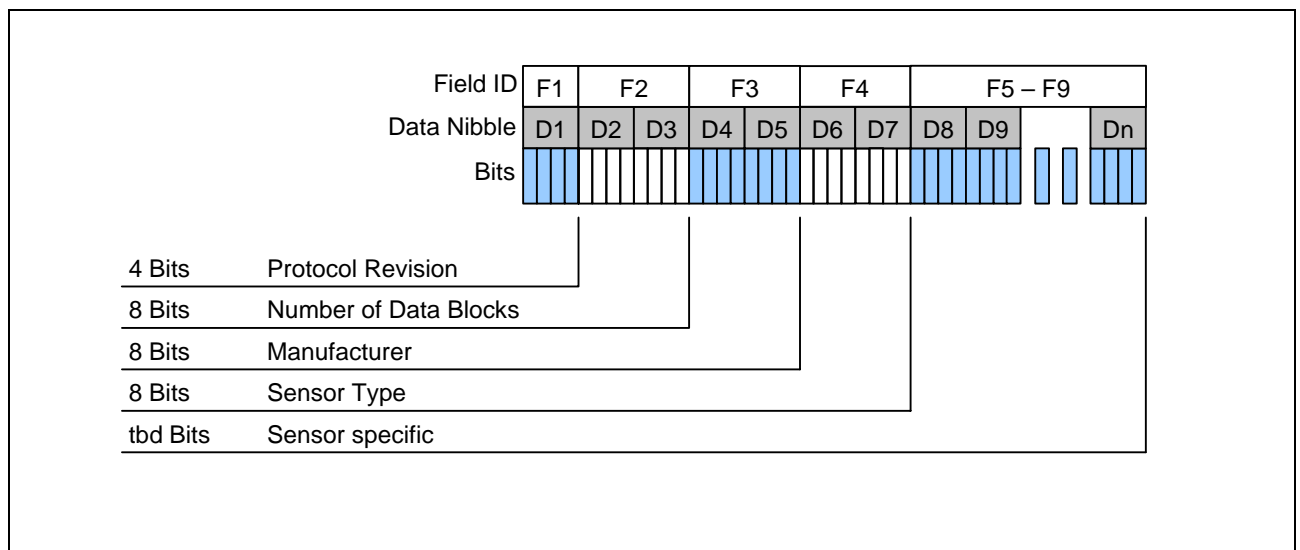 Field ID F1 F2 F3 F4 F5 – F9
Data Nibble D1 D2 D3 D4 D5 D6 D7 D8 D9 Dn
Bits
4 Bits Protocol Revision
8 Bits Number of Data Blocks
8 Bits Manufacturer
8 Bits Sensor Type
tbd Bits Sensor specific